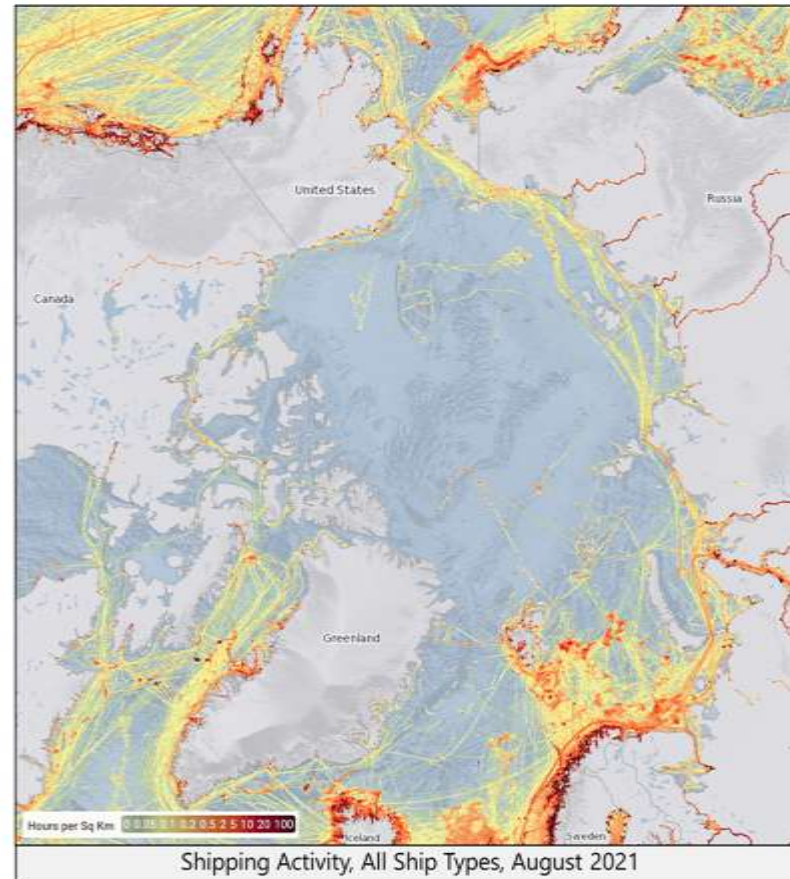 United States
Russia
Canada
Greenland
Hours per Sq Km 0 0.05 0.1 0.2 0.5 2 5 10 20 100
Iceland
Sweden
Shipping Activity, All Ship Types, August 2021